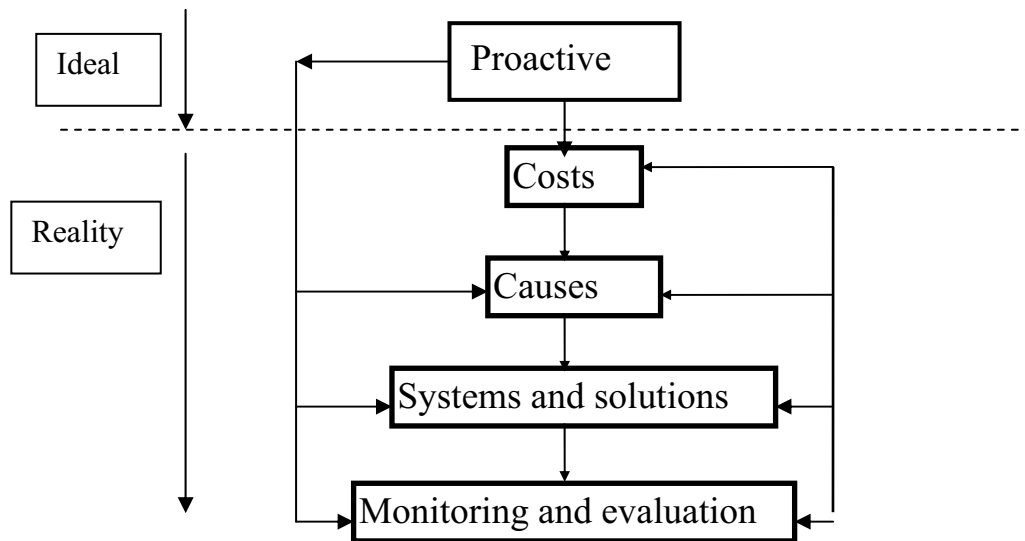 Ideal
Proactive
Costs
Reality
Causes
Systems and solutions
Monitoring and evaluation